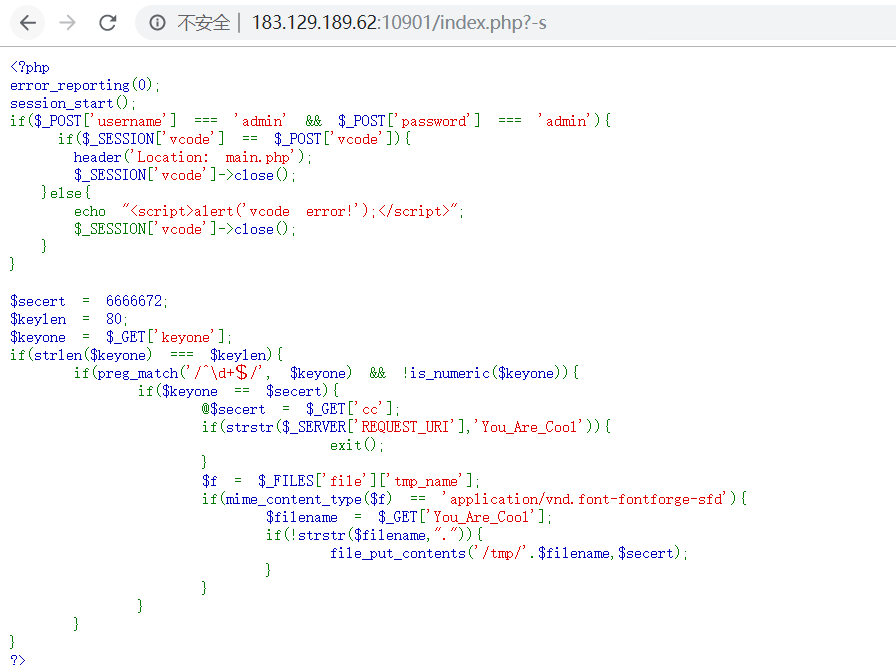 不安全 | 183.129.189.62:10901/index.php?-s
<?php
error_reporting(0);
session_start();
if($_POST['username'] === 'admin' && $_POST['password'] === 'admin'){
if($_SESSION['vcode'] == $_POST['vcode']){
header('Location: main.php');
$_SESSION['vcode']->close();
}else{
echo "<script>alert('vcode error!');</script>";
$_SESSION['vcode']->close();
}
}
$secert = 6666672;
$keylen = 80;
$keyone = $_GET['keyone'];
if(strlen($keyone) === $keylen){
if(preg_match('/^\d+$/', $keyone) && !is_numeric($keyone)){
if($keyone == $secert){
@$secert = $_GET['cc'];
if(strstr($_SERVER['REQUEST_URI'],'You_Are_Cool')){
exit();
}
$f = $_FILES['file']['tmp_name'];
if(mime_content_type($f) == 'application/vnd.font-fontforge-sfd'){
$filename = $_GET['You_Are_Cool'];
if(!strstr($filename,".")){
file_put_contents('/tmp/'.$filename,$secert);
}
}
}
}
}
?>